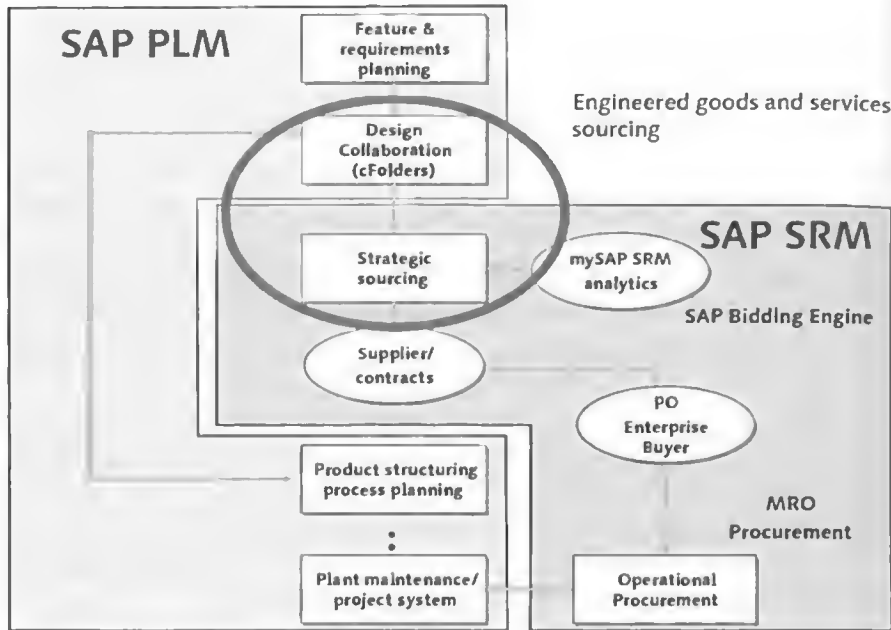 SAP PLM
Feature &
requirements
planning
Engineered goods and services
sourcing
Design
Collaboration
(cFolders)
SAP SRM
Strategic
sourcing
mySAP SRM
analytics
SAP Bidding Engine
Supplier/
contracts
PO
Enterprise
Buyer
Product structuring
process planning
MRO
Procurement
Plant maintenance/
project system
Operational
Procurement